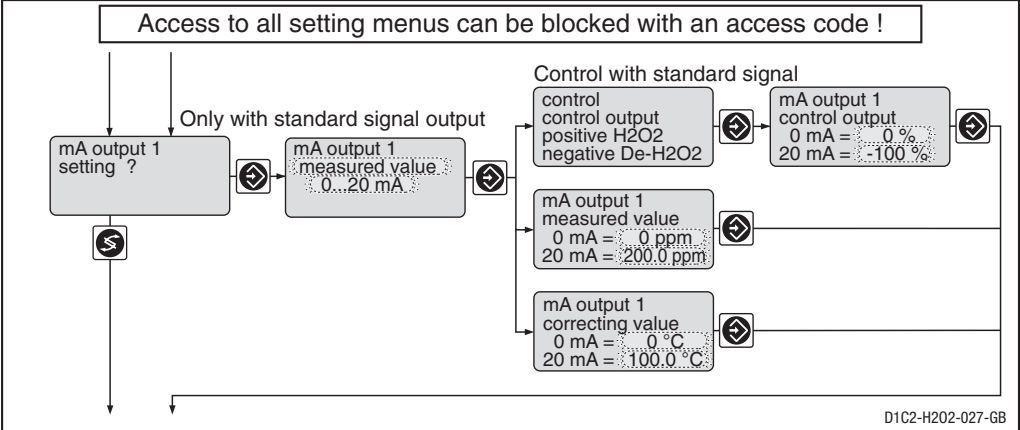 Access to all setting menus can be blocked with an access code !
Control with standard signal
Only with standard signal output
mA output 1
setting ?
mA output 1
measured value
0...20 mA
control
control output
positive H2O2
negative De-H2O2
mA output 1
control output
0 mA = 0 %
20 mA = -100 %
mA output 1
measured value
0 mA = 0 ppm
20 mA = 200.0 ppm
mA output 1
correcting value
0 mA = 0 °C
20 mA = 100.0 °C
D1C2-H2O2-027-GB